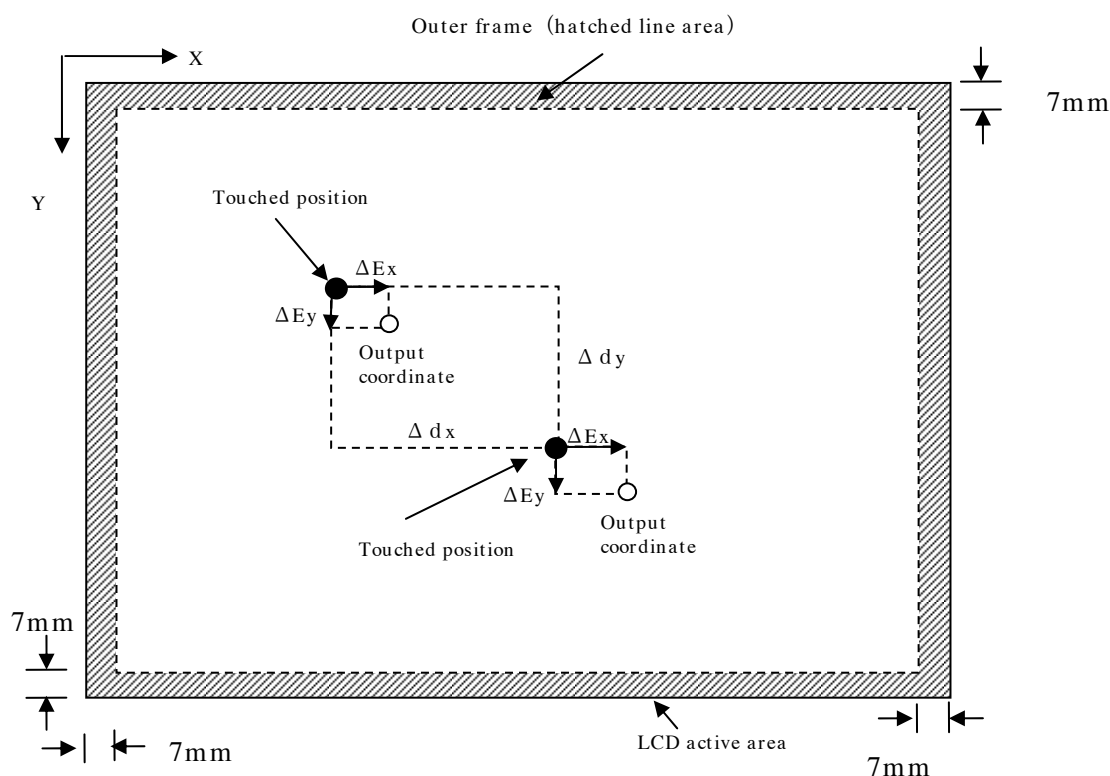 Outer frame (hatched line area)
X
7mm
Y
Touched position
ΔEx
ΔEy
Output
coordinate
Δ dy
Δ dx
ΔEx
ΔEy
Output
coordinate
Touched position
7mm
LCD active area
7mm
7mm